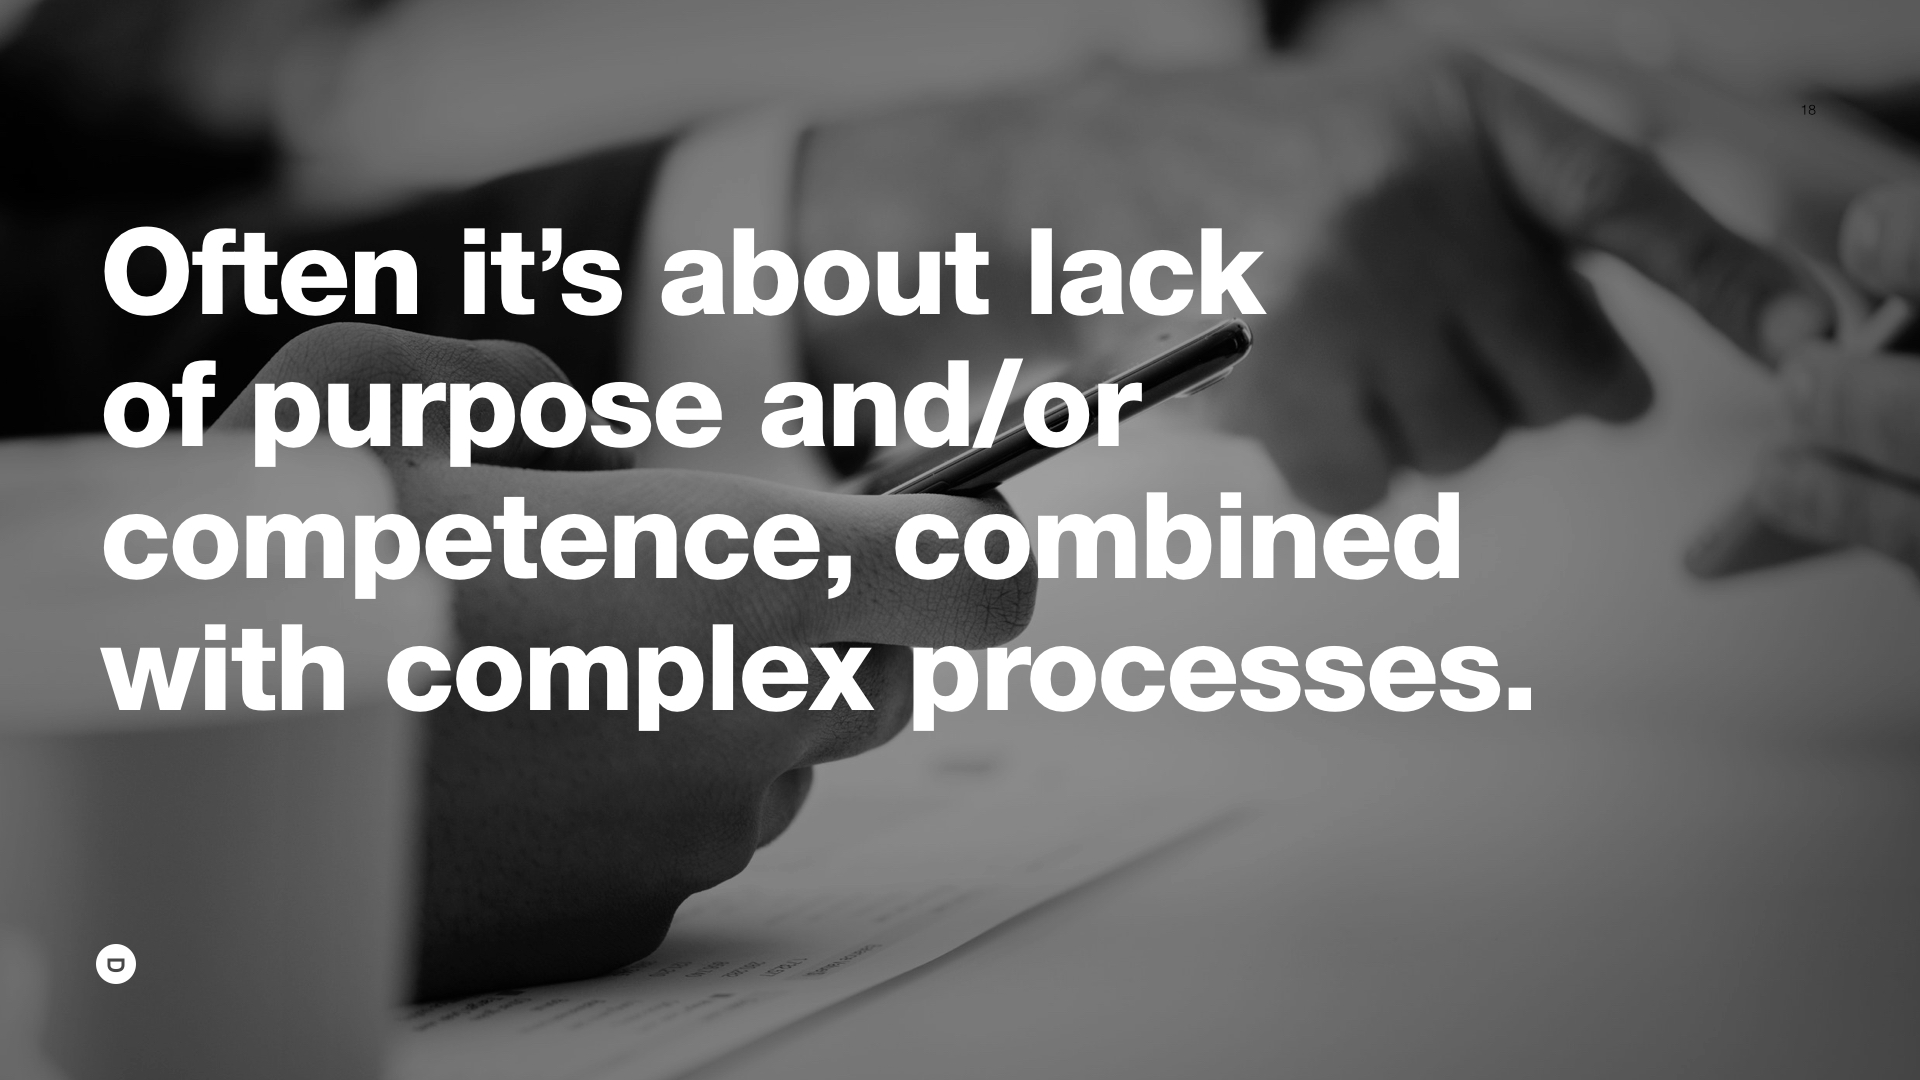 18
Often it’s about lack
of purpose and/or
competence, combined
with complex processes.
D